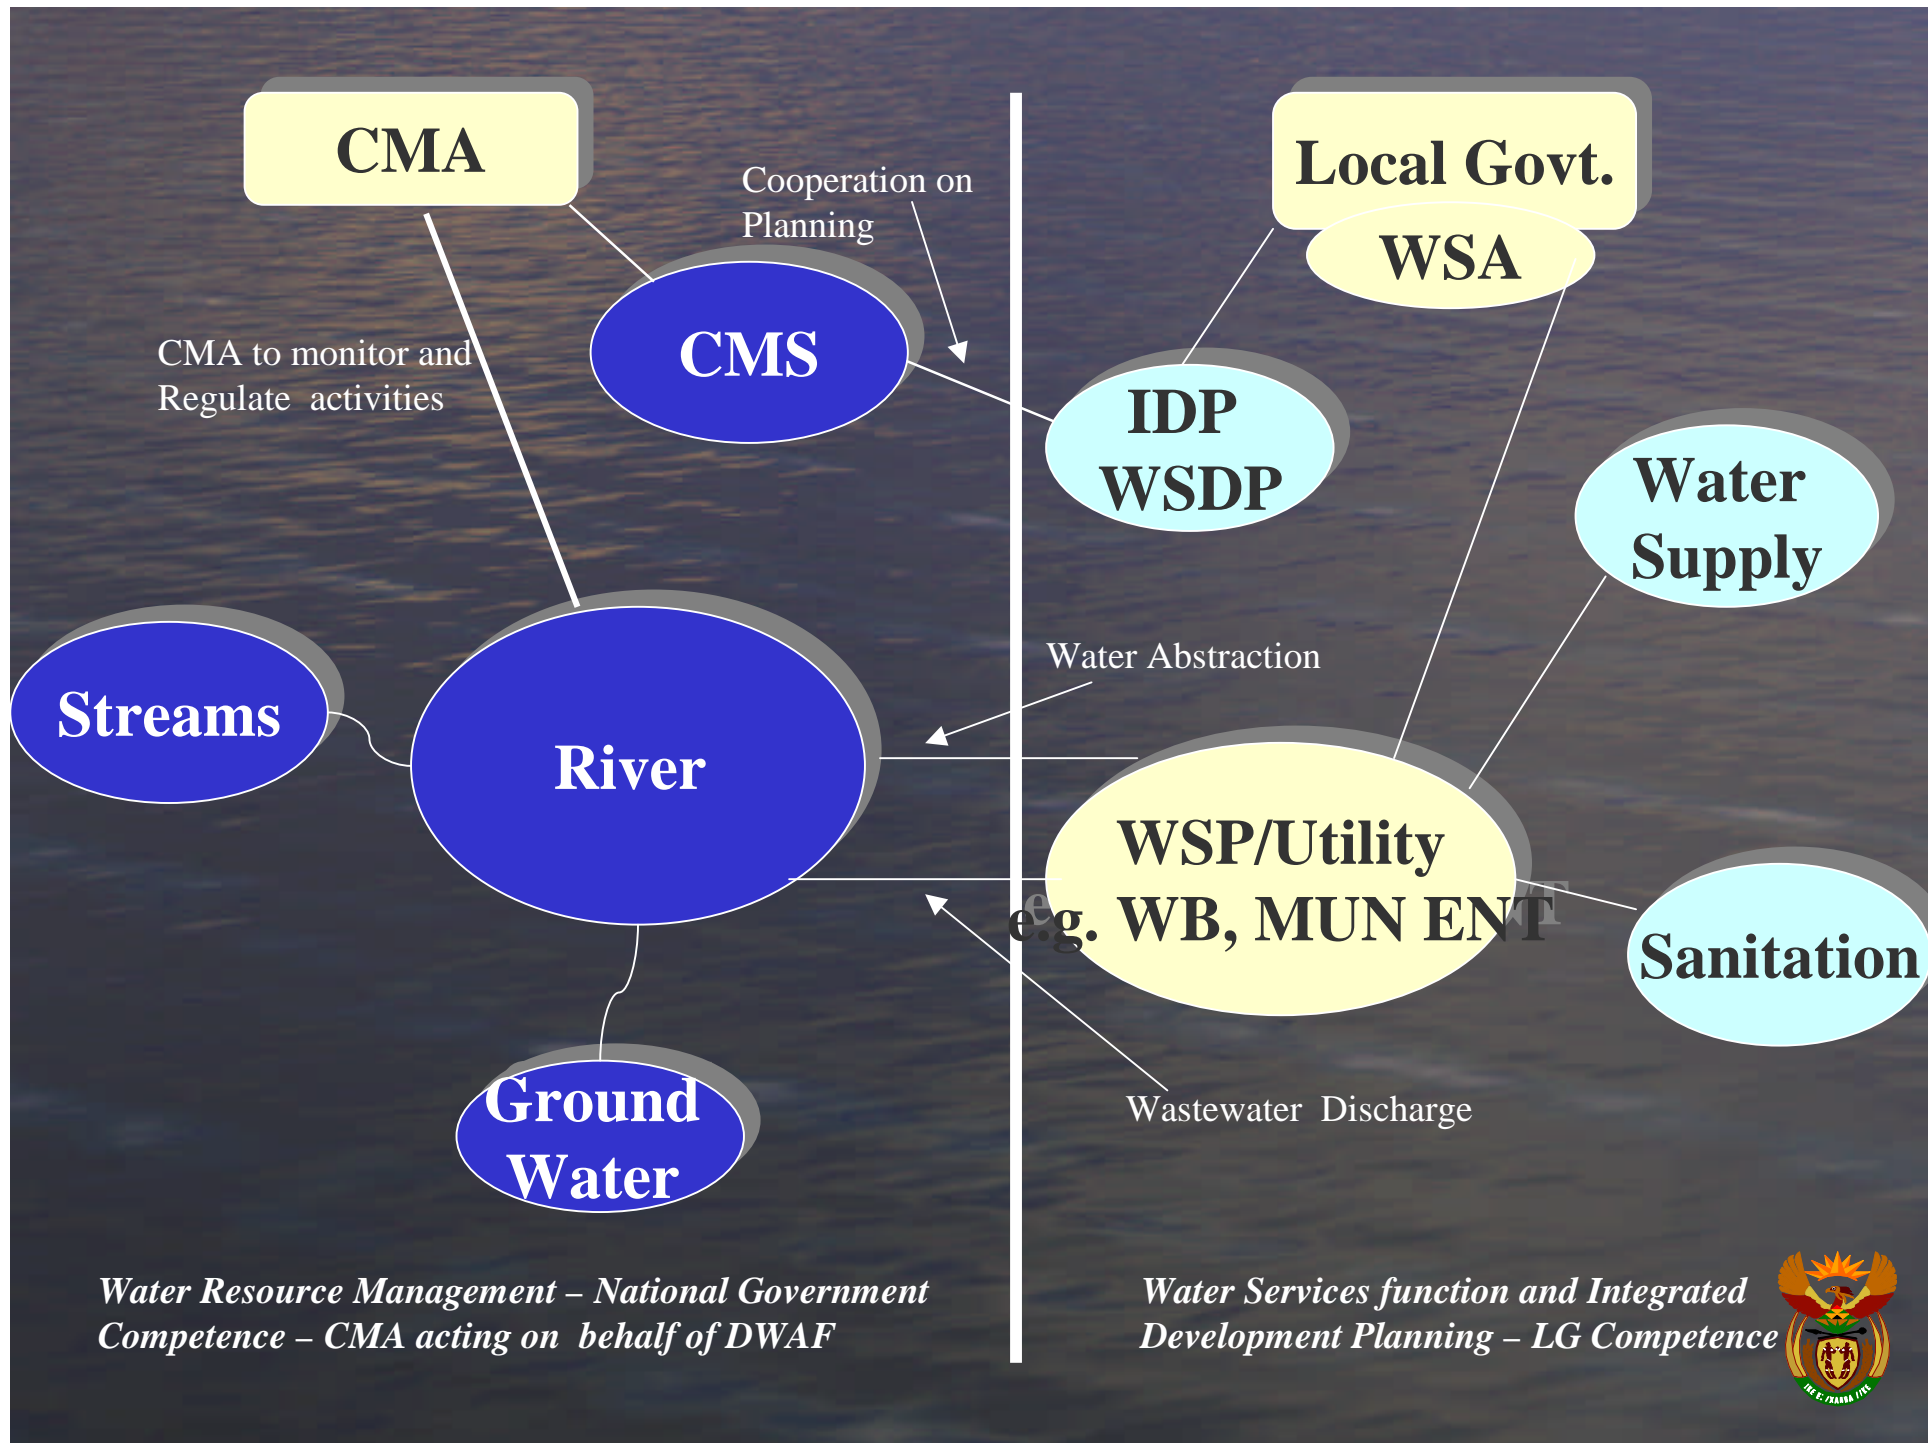 CMA
Cooperation on
Planning
CMS
CMA to monitor and
Regulate  activities
Streams
River
Ground
Water
Water Resource Management – National Government
Competence – CMA acting on  behalf of DWAF
Local Govt.
WSA
IDP
WSDP
Water
Supply
Water Abstraction
WSP/Utility
e.g. WB, MUN ENT
Sanitation
Wastewater  Discharge
Water Services function and Integrated
Development Planning – LG Competence